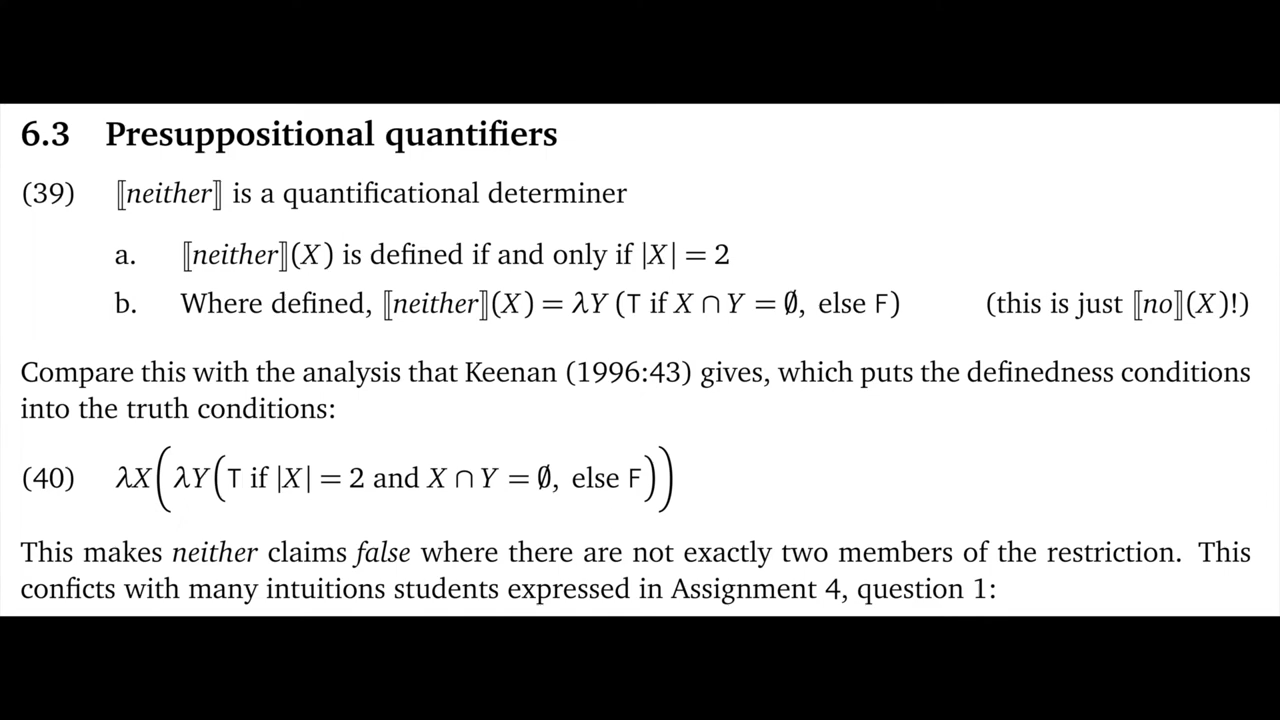 6.3 Presuppositional quantifiers
(39) ⟦neither⟧ is a quantificational determiner
a. ⟦neither⟧(X) is defined if and only if |X| = 2
b. Where defined, ⟦neither⟧(X) = λY (T if X ∩ Y = ∅, else F) (this is just ⟦no⟧(X)!)
Compare this with the analysis that Keenan (1996:43) gives, which puts the definedness conditions
into the truth conditions:
(40) λX(λY(T if |X| = 2 and X ∩ Y = ∅, else F))
This makes neither claims false where there are not exactly two members of the restriction. This
conficts with many intuitions students expressed in Assignment 4, question 1: